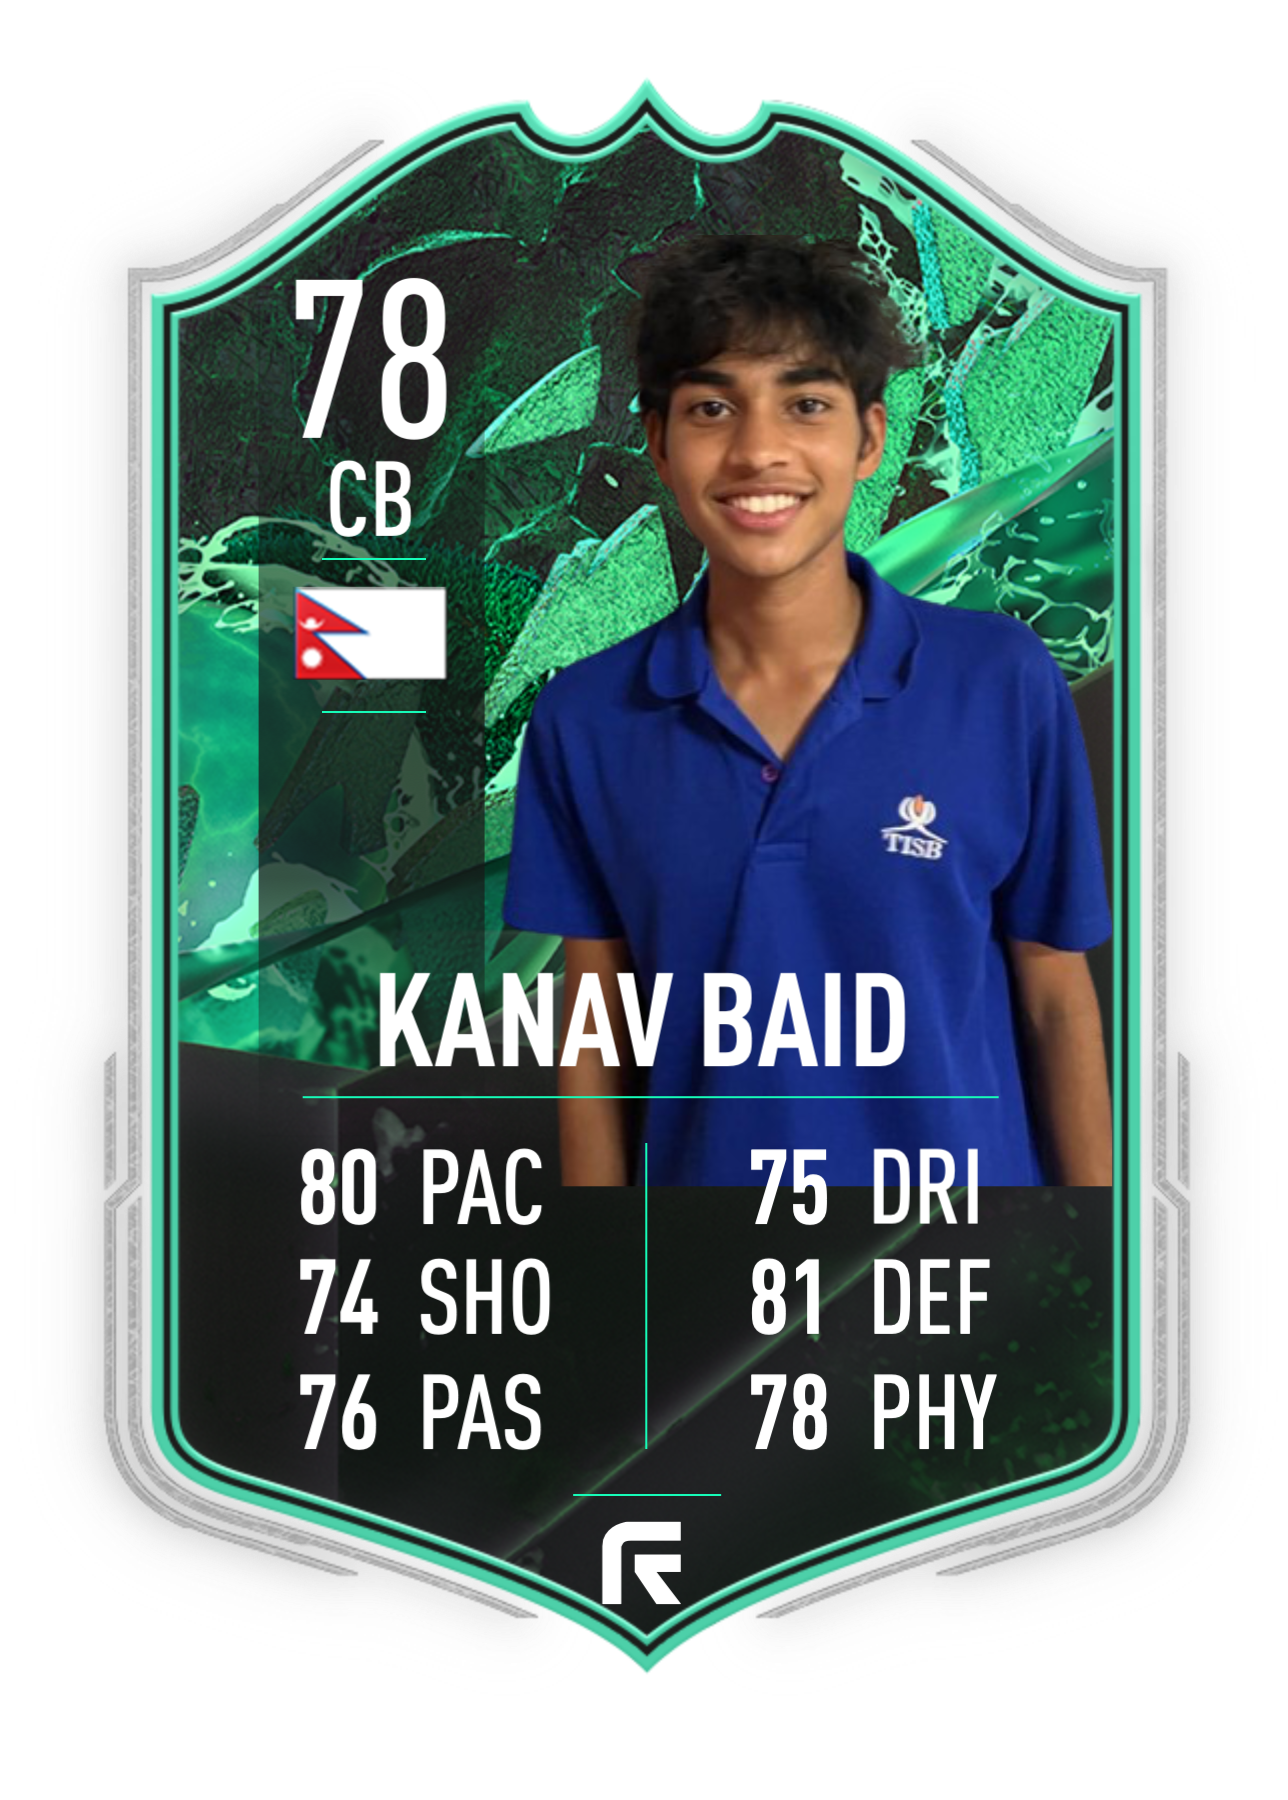 78
CB
TISB
KANAV BAID
80 PAC
75 DRI
74 SHO
81 DEF
76 PAS
78 PHY